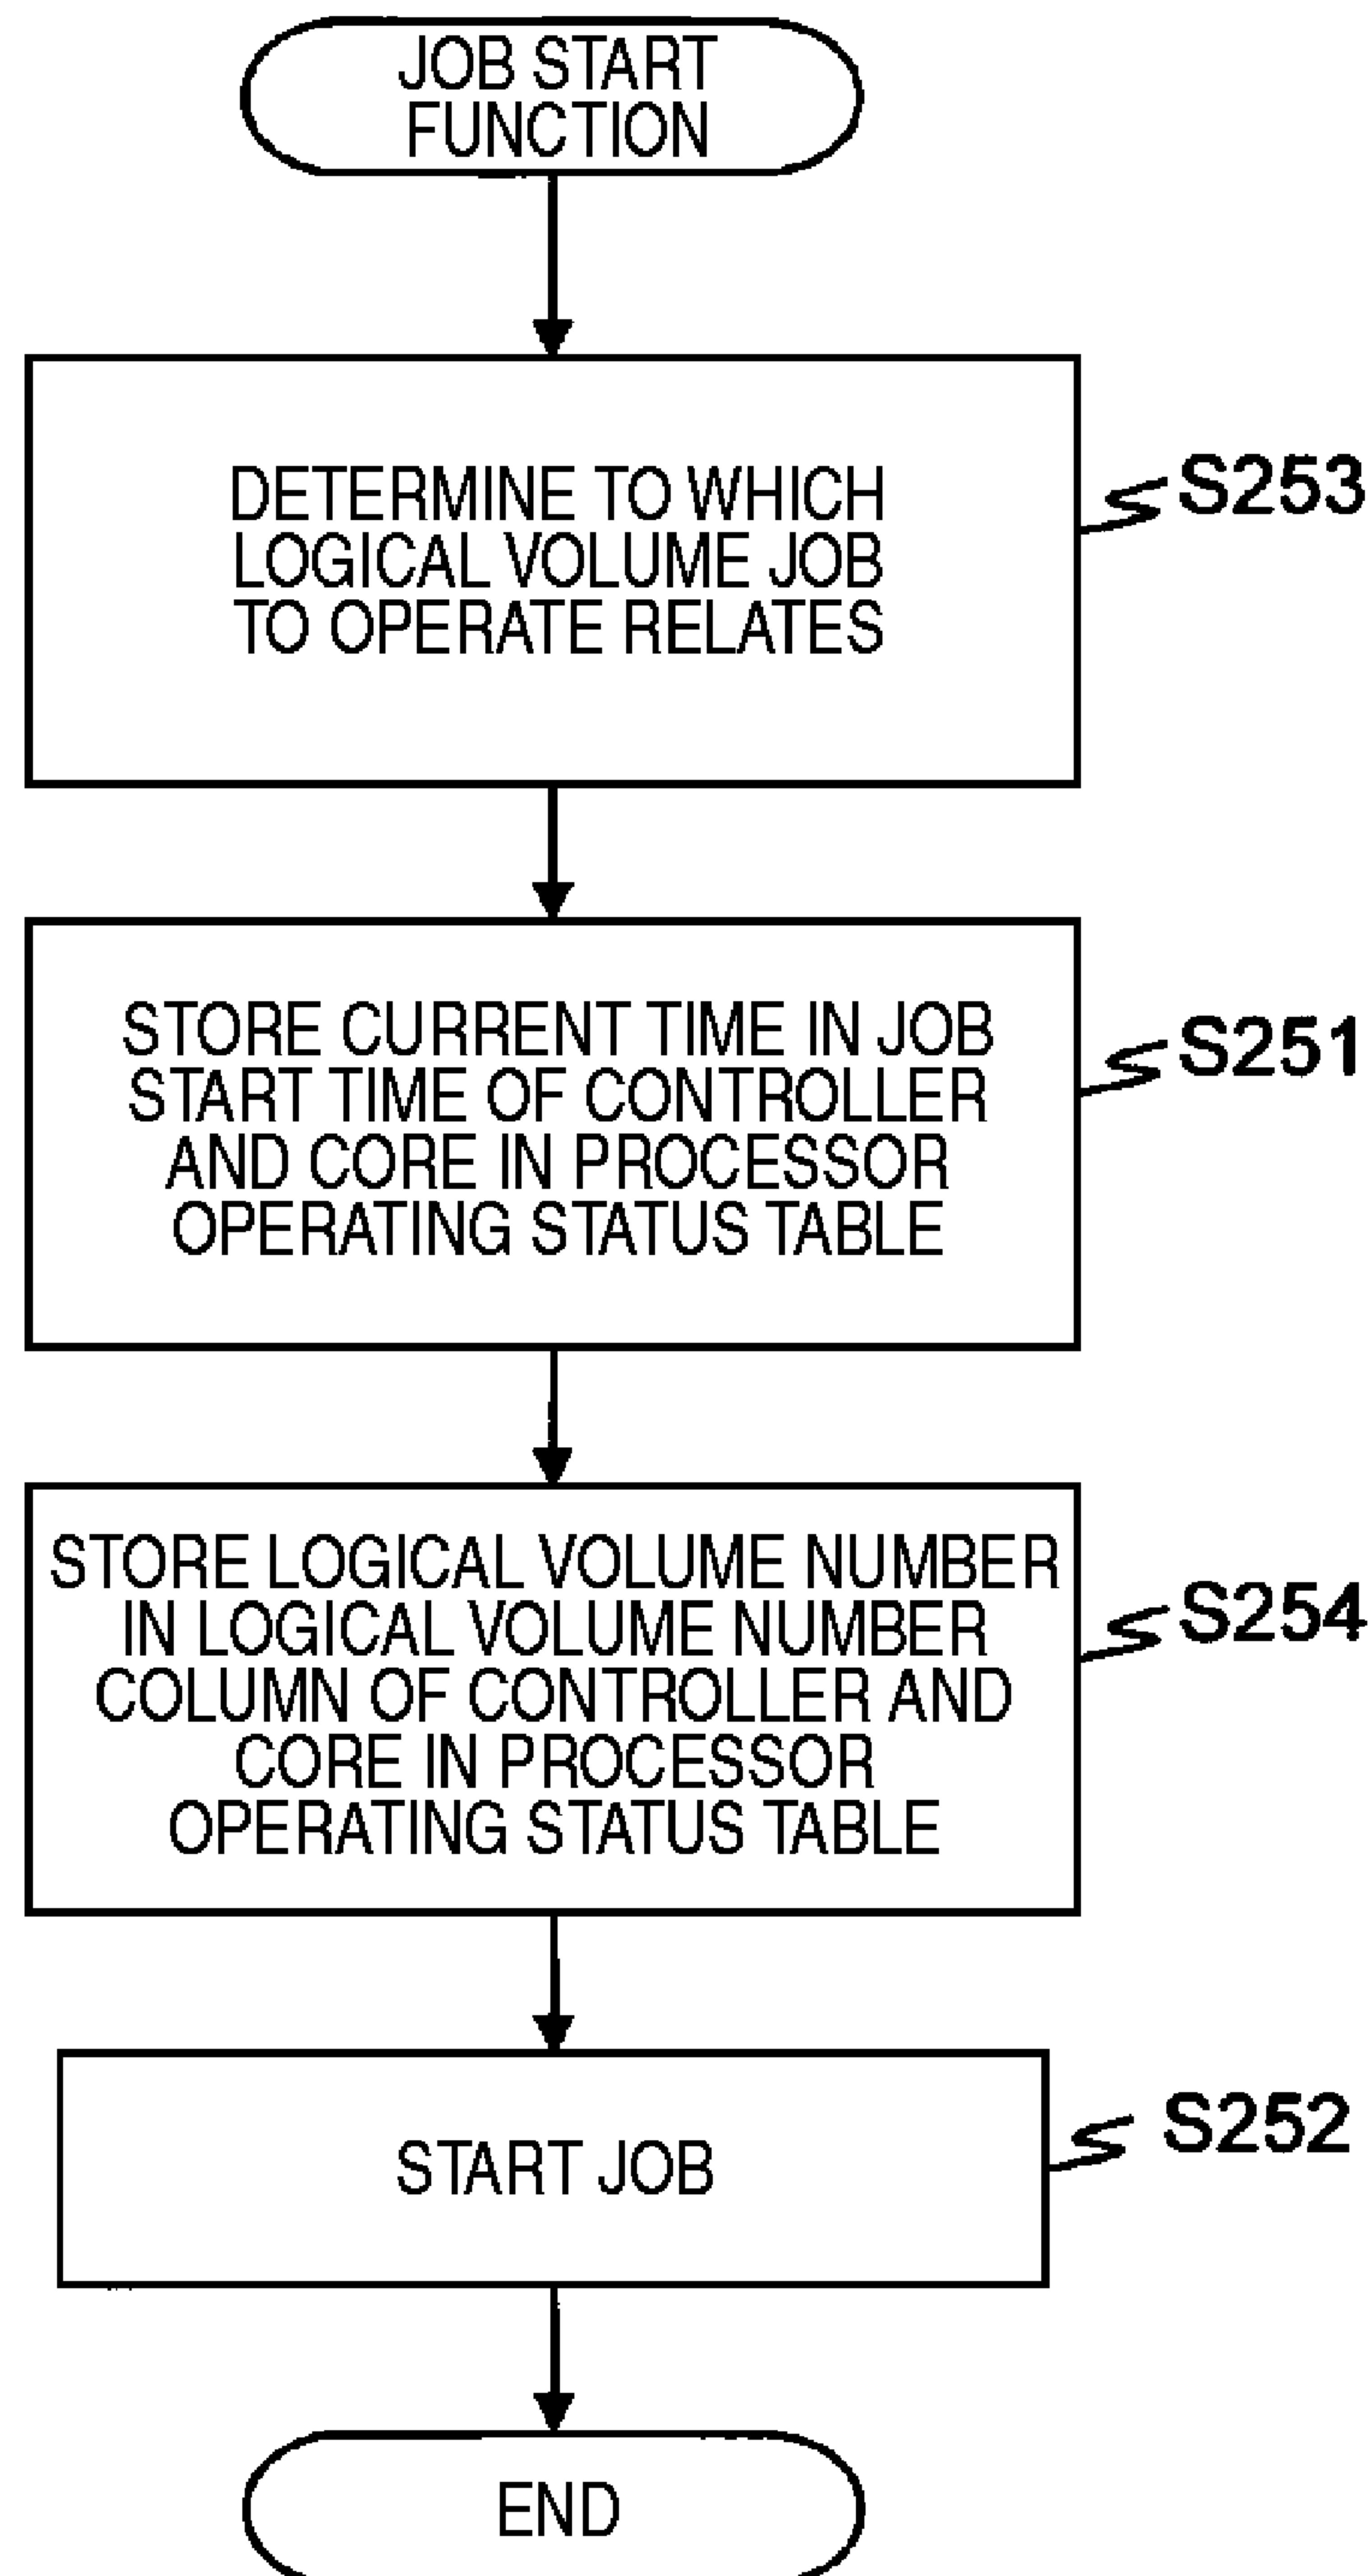 JOB START
FUNCTION
DETERMINE TO WHICH
LOGICAL VOLUME JOB
TO OPERATE RELATES
S253
STORE CURRENT TIME IN JOB
START TIME OF CONTROLLER
AND CORE IN PROCESSOR
OPERATING STATUS TABLE
S251
STORE LOGICAL VOLUME NUMBER
IN LOGICAL VOLUME NUMBER
COLUMN OF CONTROLLER AND
CORE IN PROCESSOR
OPERATING STATUS TABLE
S254
START JOB
S252
END